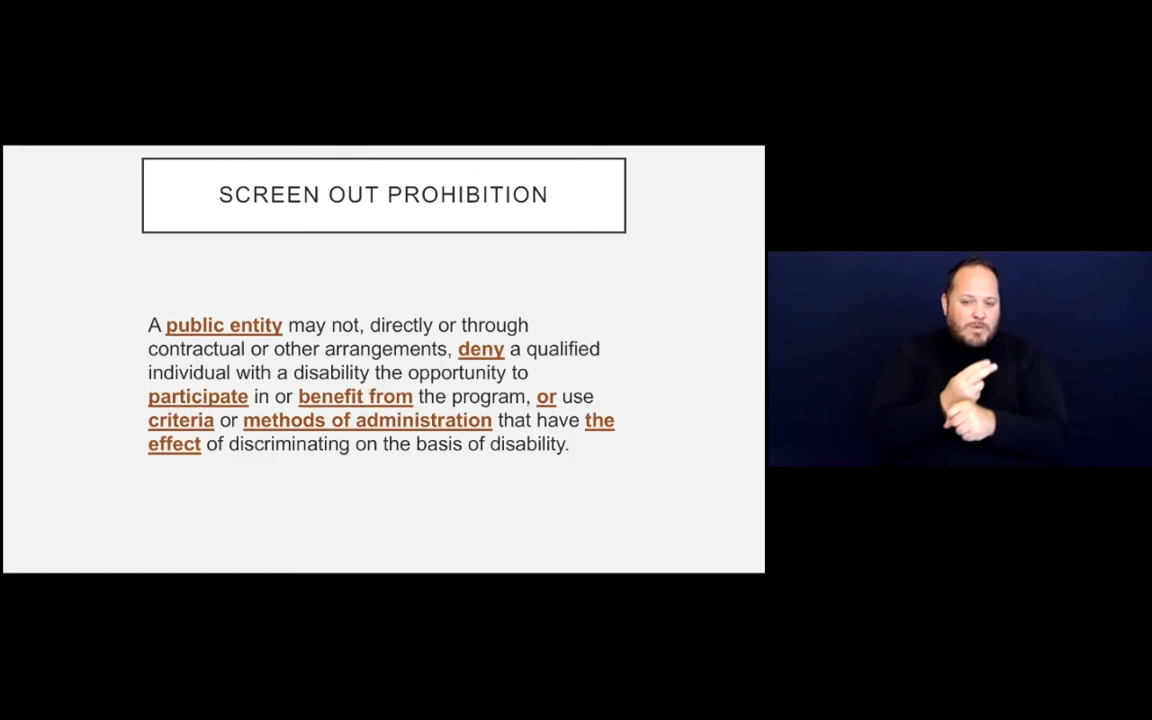 SCREEN OUT PROHIBITION
A public entity may not, directly or through
contractual or other arrangements, deny a qualified
individual with a disability the opportunity to
participate in or benefit from the program, or use
criteria or methods of administration that have the
effect of discriminating on the basis of disability.